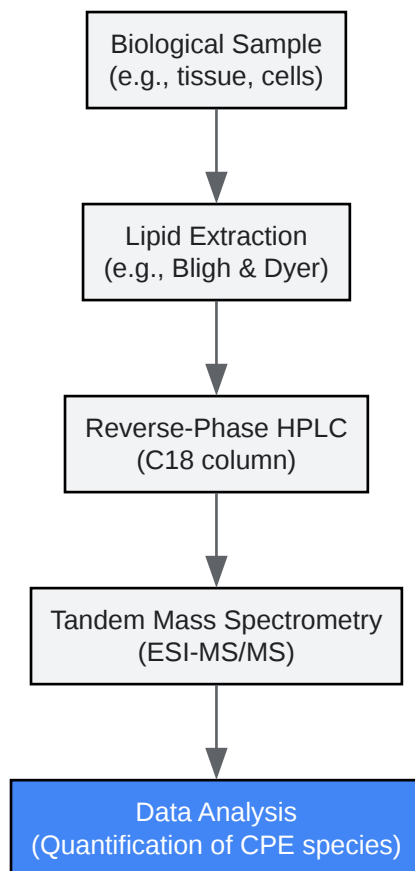 Biological Sample
(e.g., tissue, cells)
Lipid Extraction
(e.g., Bligh & Dyer)
Reverse-Phase HPLC
(C18 column)
Tandem Mass Spectrometry
(ESI-MS/MS)
Data Analysis
(Quantification of CPE species)